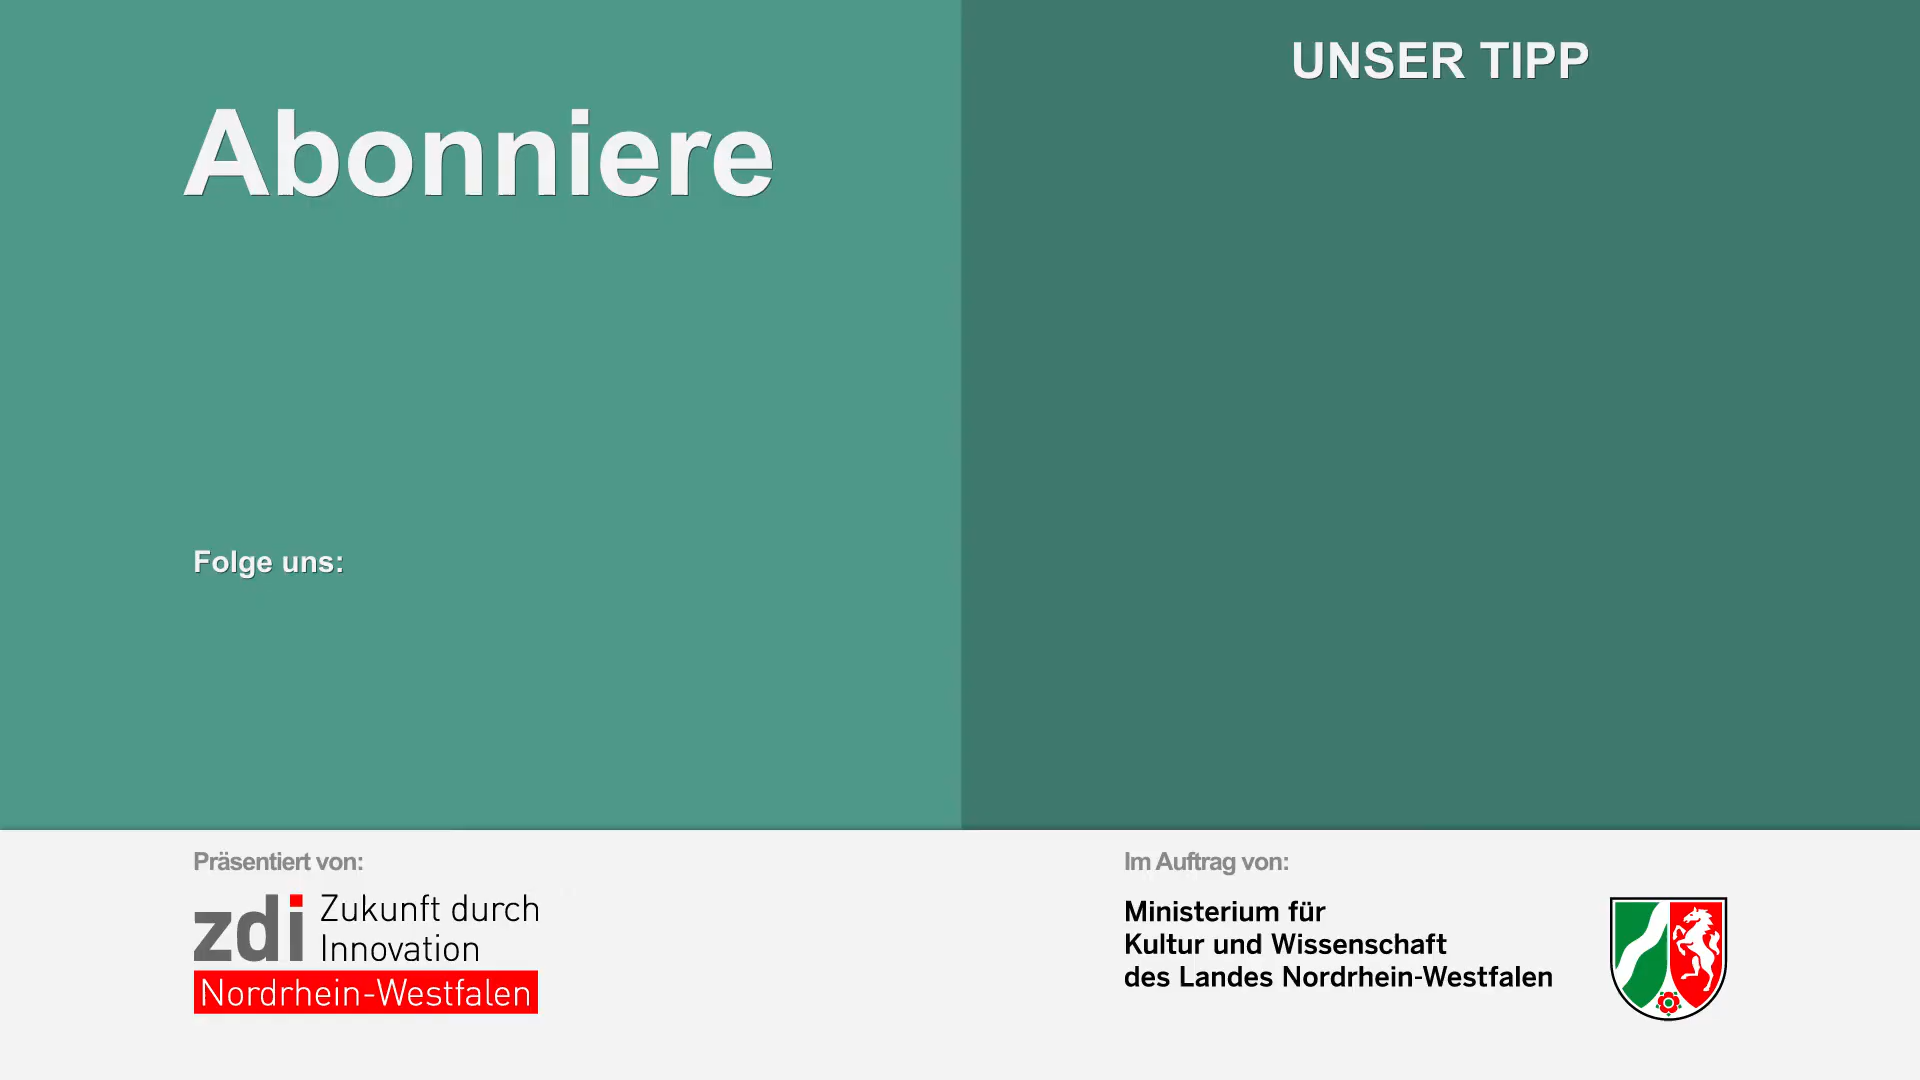 Abonniere
Folge uns:
UNSER TIPP
Präsentiert von:
zdi Zukunft durch
Innovation
Nordrhein-Westfalen
Im Auftrag von:
Ministerium für
Kultur und Wissenschaft
des Landes Nordrhein-Westfalen